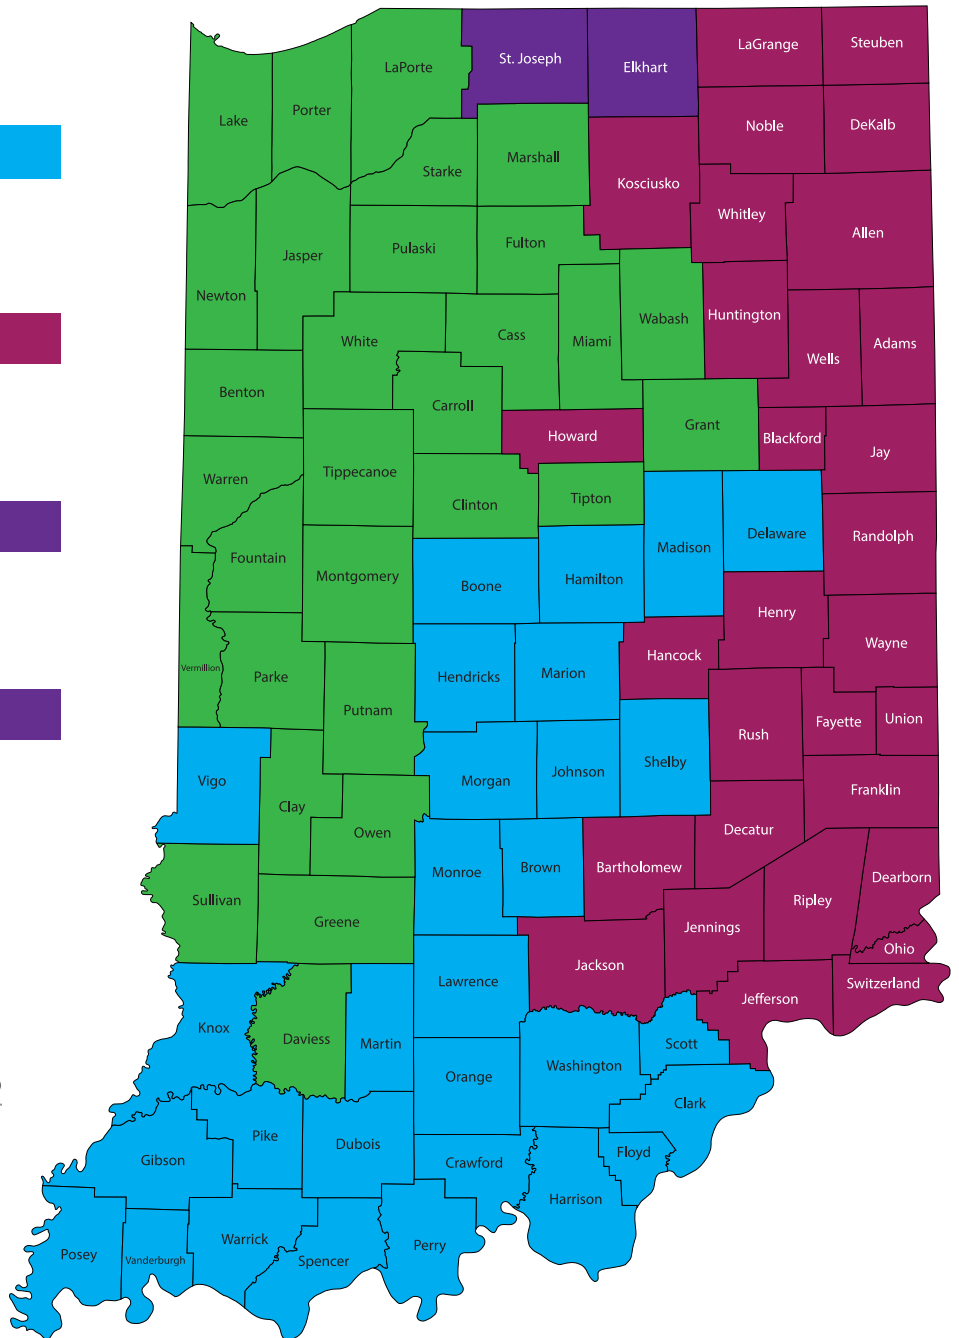 LaGrange
Steuben
St. Joseph
Elkhart
LaPorte
Porter
Lake
Noble
DeKalb
Marshall
Starke
Kosciusko
Whitley
Allen
Fulton
Pulaski
Jasper
Newton
Huntington
Wabash
Cass
White
Miami
Adams
Wells
Benton
Carroll
Howard
Grant
Blackford
Jay
Tippecanoe
Warren
Clinton
Tipton
Delaware
Randolph
Madison
Fountain
Montgomery
Boone
Hamilton
Henry
Wayne
Hancock
Vermillion
Parke
Hendricks
Marion
Putnam
Rush
Fayette
Union
Vigo
Morgan
Johnson
Shelby
Franklin
Clay
Owen
Decatur
Monroe
Brown
Bartholomew
Dearborn
Sullivan
Greene
Jennings
Ripley
Ohio
Jackson
Lawrence
Switzerland
Jefferson
Knox
Daviess
Martin
Scott
Washington
Orange
Clark
Pike
Dubois
Gibson
Crawford
Floyd
Harrison
Warrick
Perry
Posey
Vanderburgh
Spencer